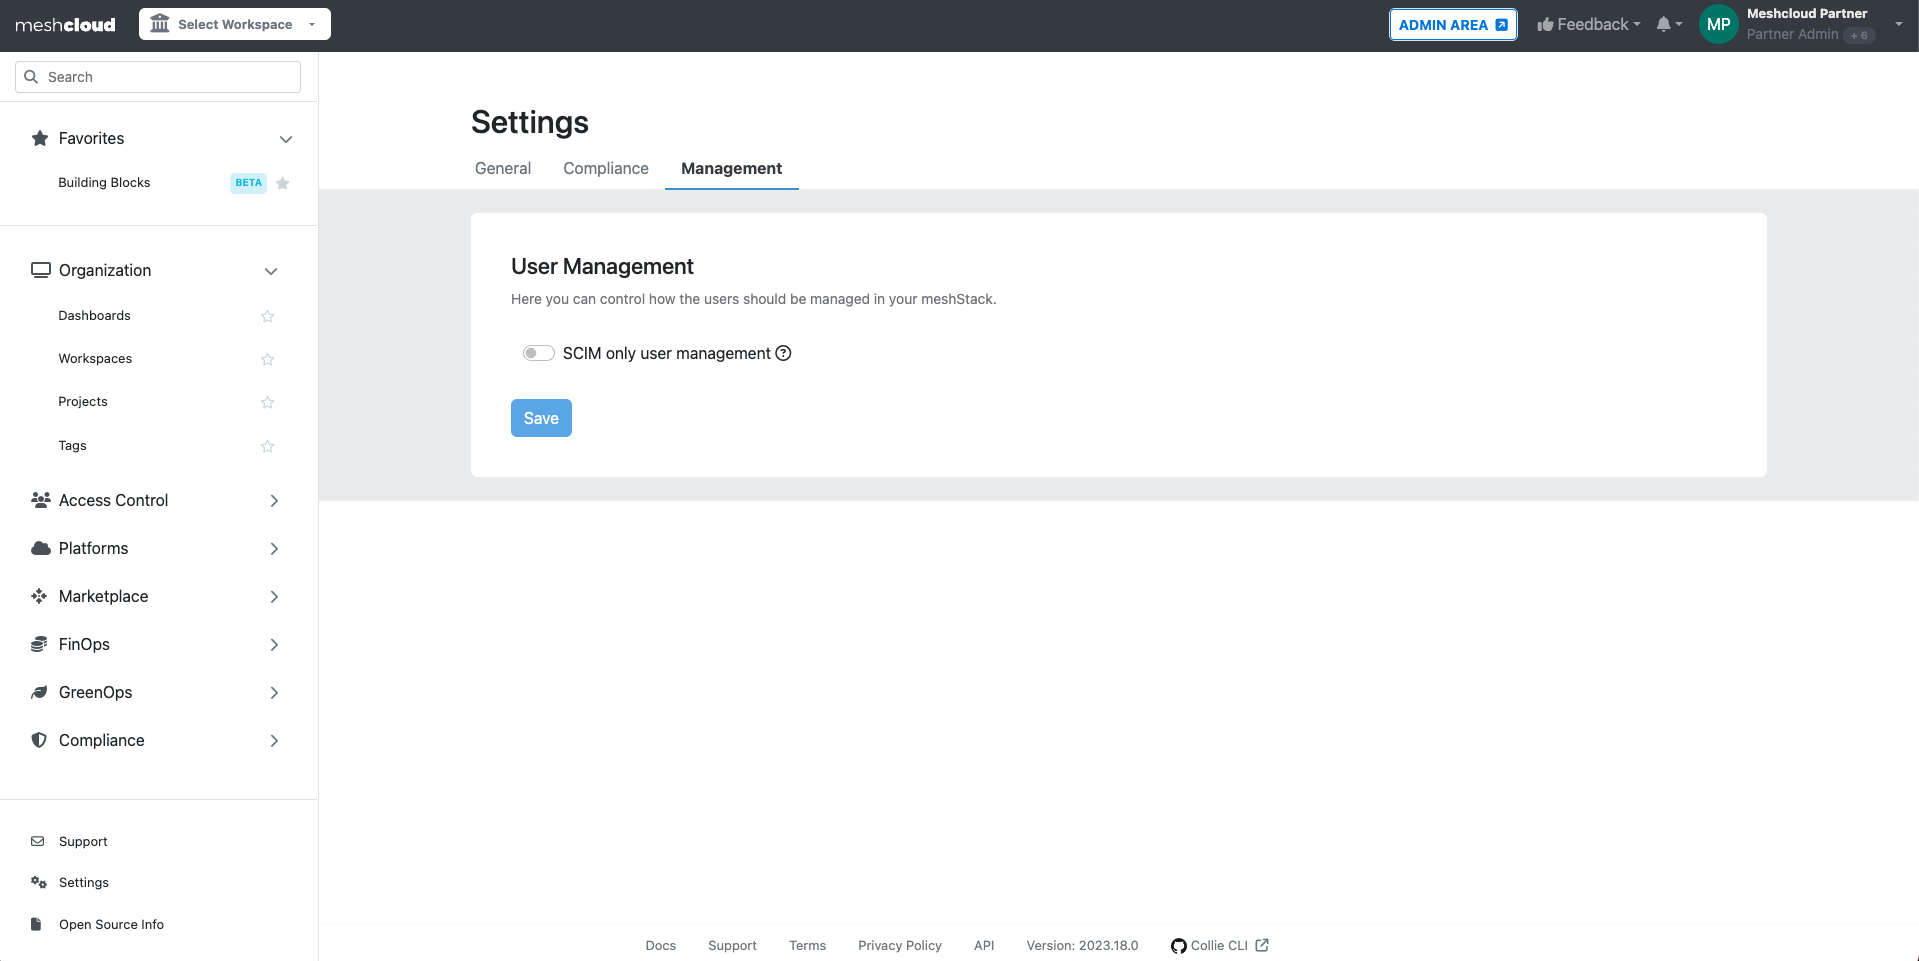 meshcloud
Select Workspace
ADMIN AREA
Feedback
MP
Meshcloud Partner
Partner Admin + 6
Search
Favorites
Building Blocks BETA
Organization
Dashboards
Workspaces
Projects
Tags
Access Control
Platforms
Marketplace
FinOps
GreenOps
Compliance
Support
Settings
Open Source Info
Settings
General Compliance Management
User Management
Here you can control how the users should be managed in your meshStack.
SCIM only user management ?
Save
Docs Support Terms Privacy Policy API Version: 2023.18.0 Collie CLI